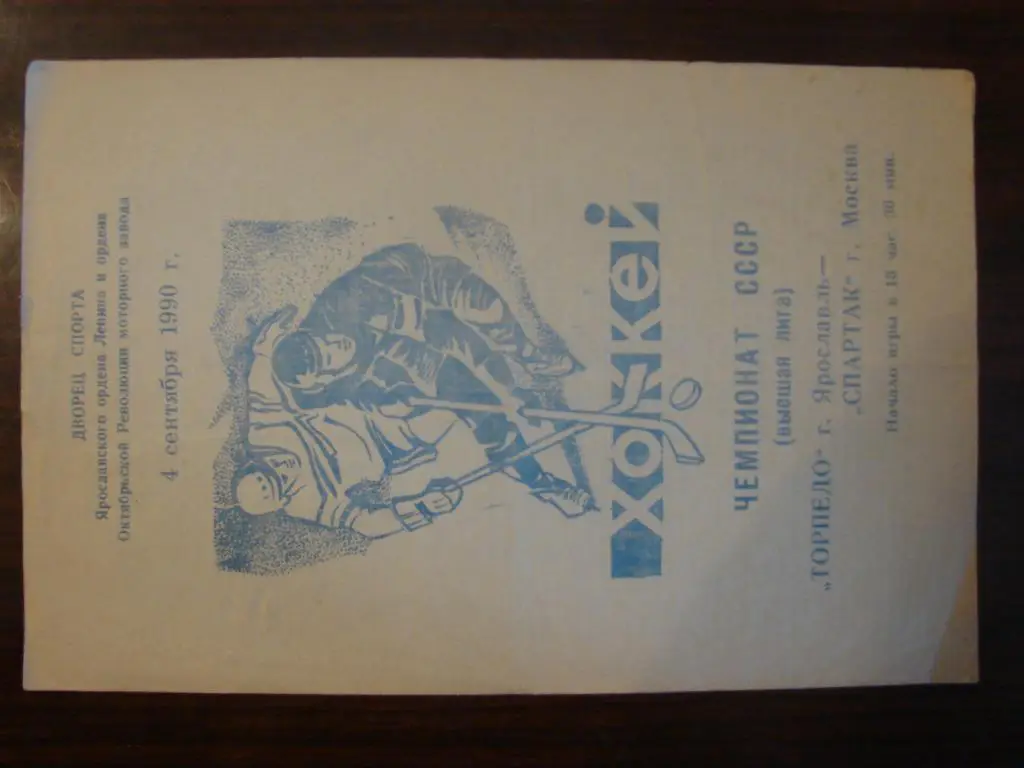 ДВОРЕЦ СПОРТА
Ярославского ордена Ленина и ордена
Октябрьской Революции моторного завода
4 сентября 1990 г.
ХОККЕЙ
ЧЕМПИОНАТ СССР
(высшая лига)
„ТОРПЕДО“ г. Ярославль—
„СПАРТАК“ г. Москва
Начало игры в 18 час. 30 мин.